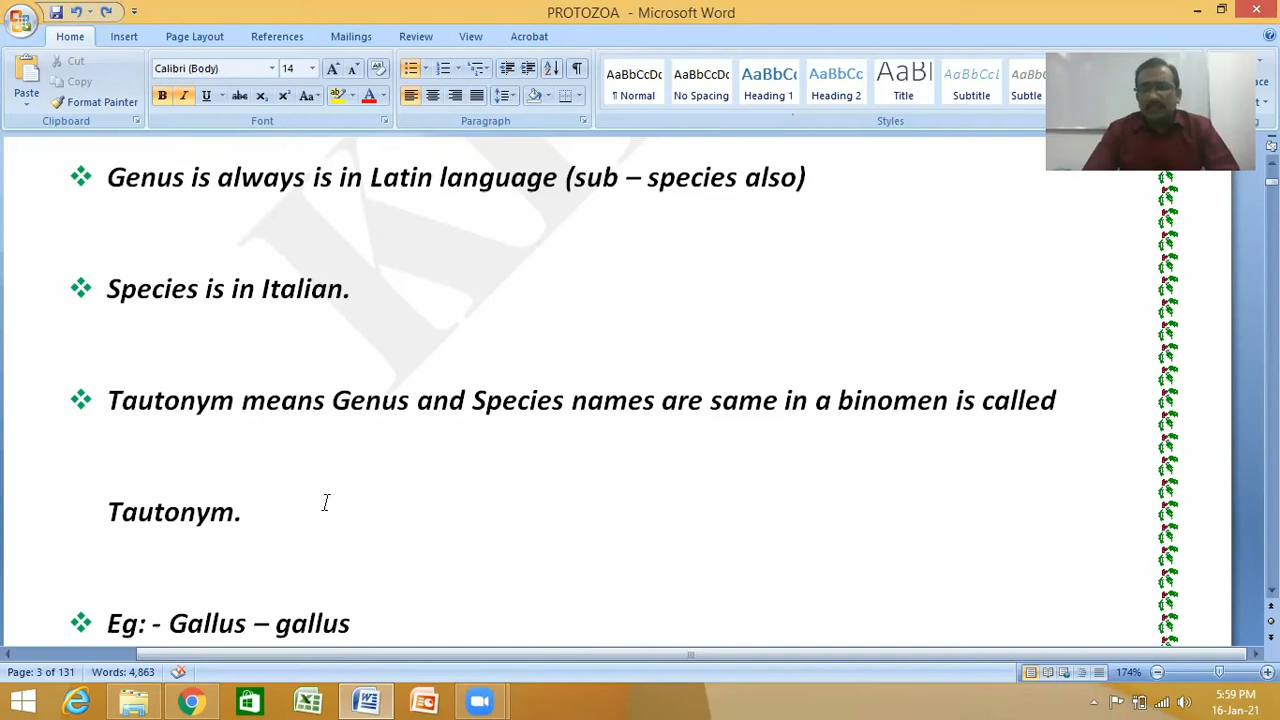 PROTOZOA - Microsoft Word
Home Insert Page Layout References Mailings Review View Acrobat
Paste
Cut
Copy
Format Painter
Clipboard
Calibri (Body) 14
Font
Paragraph
AaBbCcDc AaBbCcDc AaBbCc AaBbCc AaBl AaBbCcL AaBbCc
¶ Normal No Spacing Heading 1 Heading 2 Title Subtitle Subtle
Styles
Genus is always is in Latin language (sub – species also)
Species is in Italian.
Tautonym means Genus and Species names are same in a binomen is called
Tautonym.
Eg: - Gallus – gallus
Page: 3 of 131 Words: 4,863 174%
5:59 PM
16-Jan-21